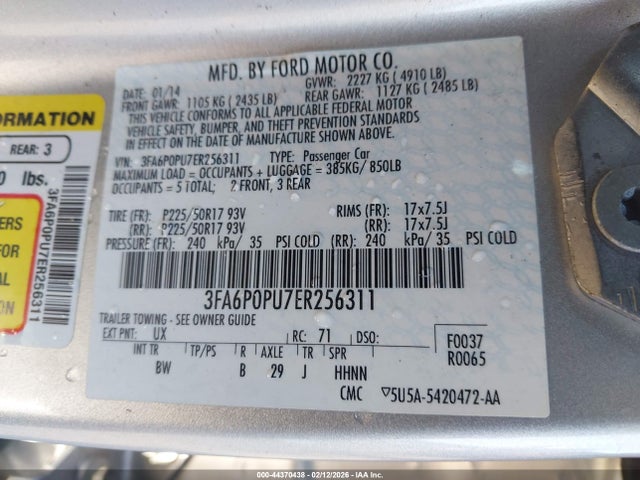 MFD. BY FORD MOTOR CO.
DATE: 01/14 GVWR: 2227 KG (4910 LB)
FRONT GAWR: 1105 KG (2435 LB) REAR GAWR: 1127 KG (2485 LB)
THIS VEHICLE CONFORMS TO ALL APPLICABLE FEDERAL MOTOR
VEHICLE SAFETY, BUMPER, AND THEFT PREVENTION STANDARDS
IN EFFECT ON THE DATE OF MANUFACTURE SHOWN ABOVE.
VIN: 3FA6P0PU7ER256311 TYPE: Passenger Car
MAXIMUM LOAD = OCCUPANTS + LUGGAGE = 385KG/ 850LB
OCCUPANTS = 5 TOTAL; 2 FRONT, 3 REAR
TIRE (FR): P225/50R17 93V RIMS (FR): 17x7.5J
(RR): P225/50R17 93V (RR): 17x7.5J
PRESSURE (FR): 240 kPa/ 35 PSI COLD (RR): 240 kPa/ 35 PSI COLD
3FA6P0PU7ER256311
TRAILER TOWING - SEE OWNER GUIDE
EXT PNT: UX RC: 71 DSO:
F0037
R0065
INT TR TP/PS R AXLE TR SPR
BW B 29 J HHNN
CMC ▽5U5A-5420472-AA
ORMATION
REAR: 3
0 lbs.
ERS
AL
ON
3FA6P0PU7ER256311
000-44370438 - 02/12/2026 - COPART